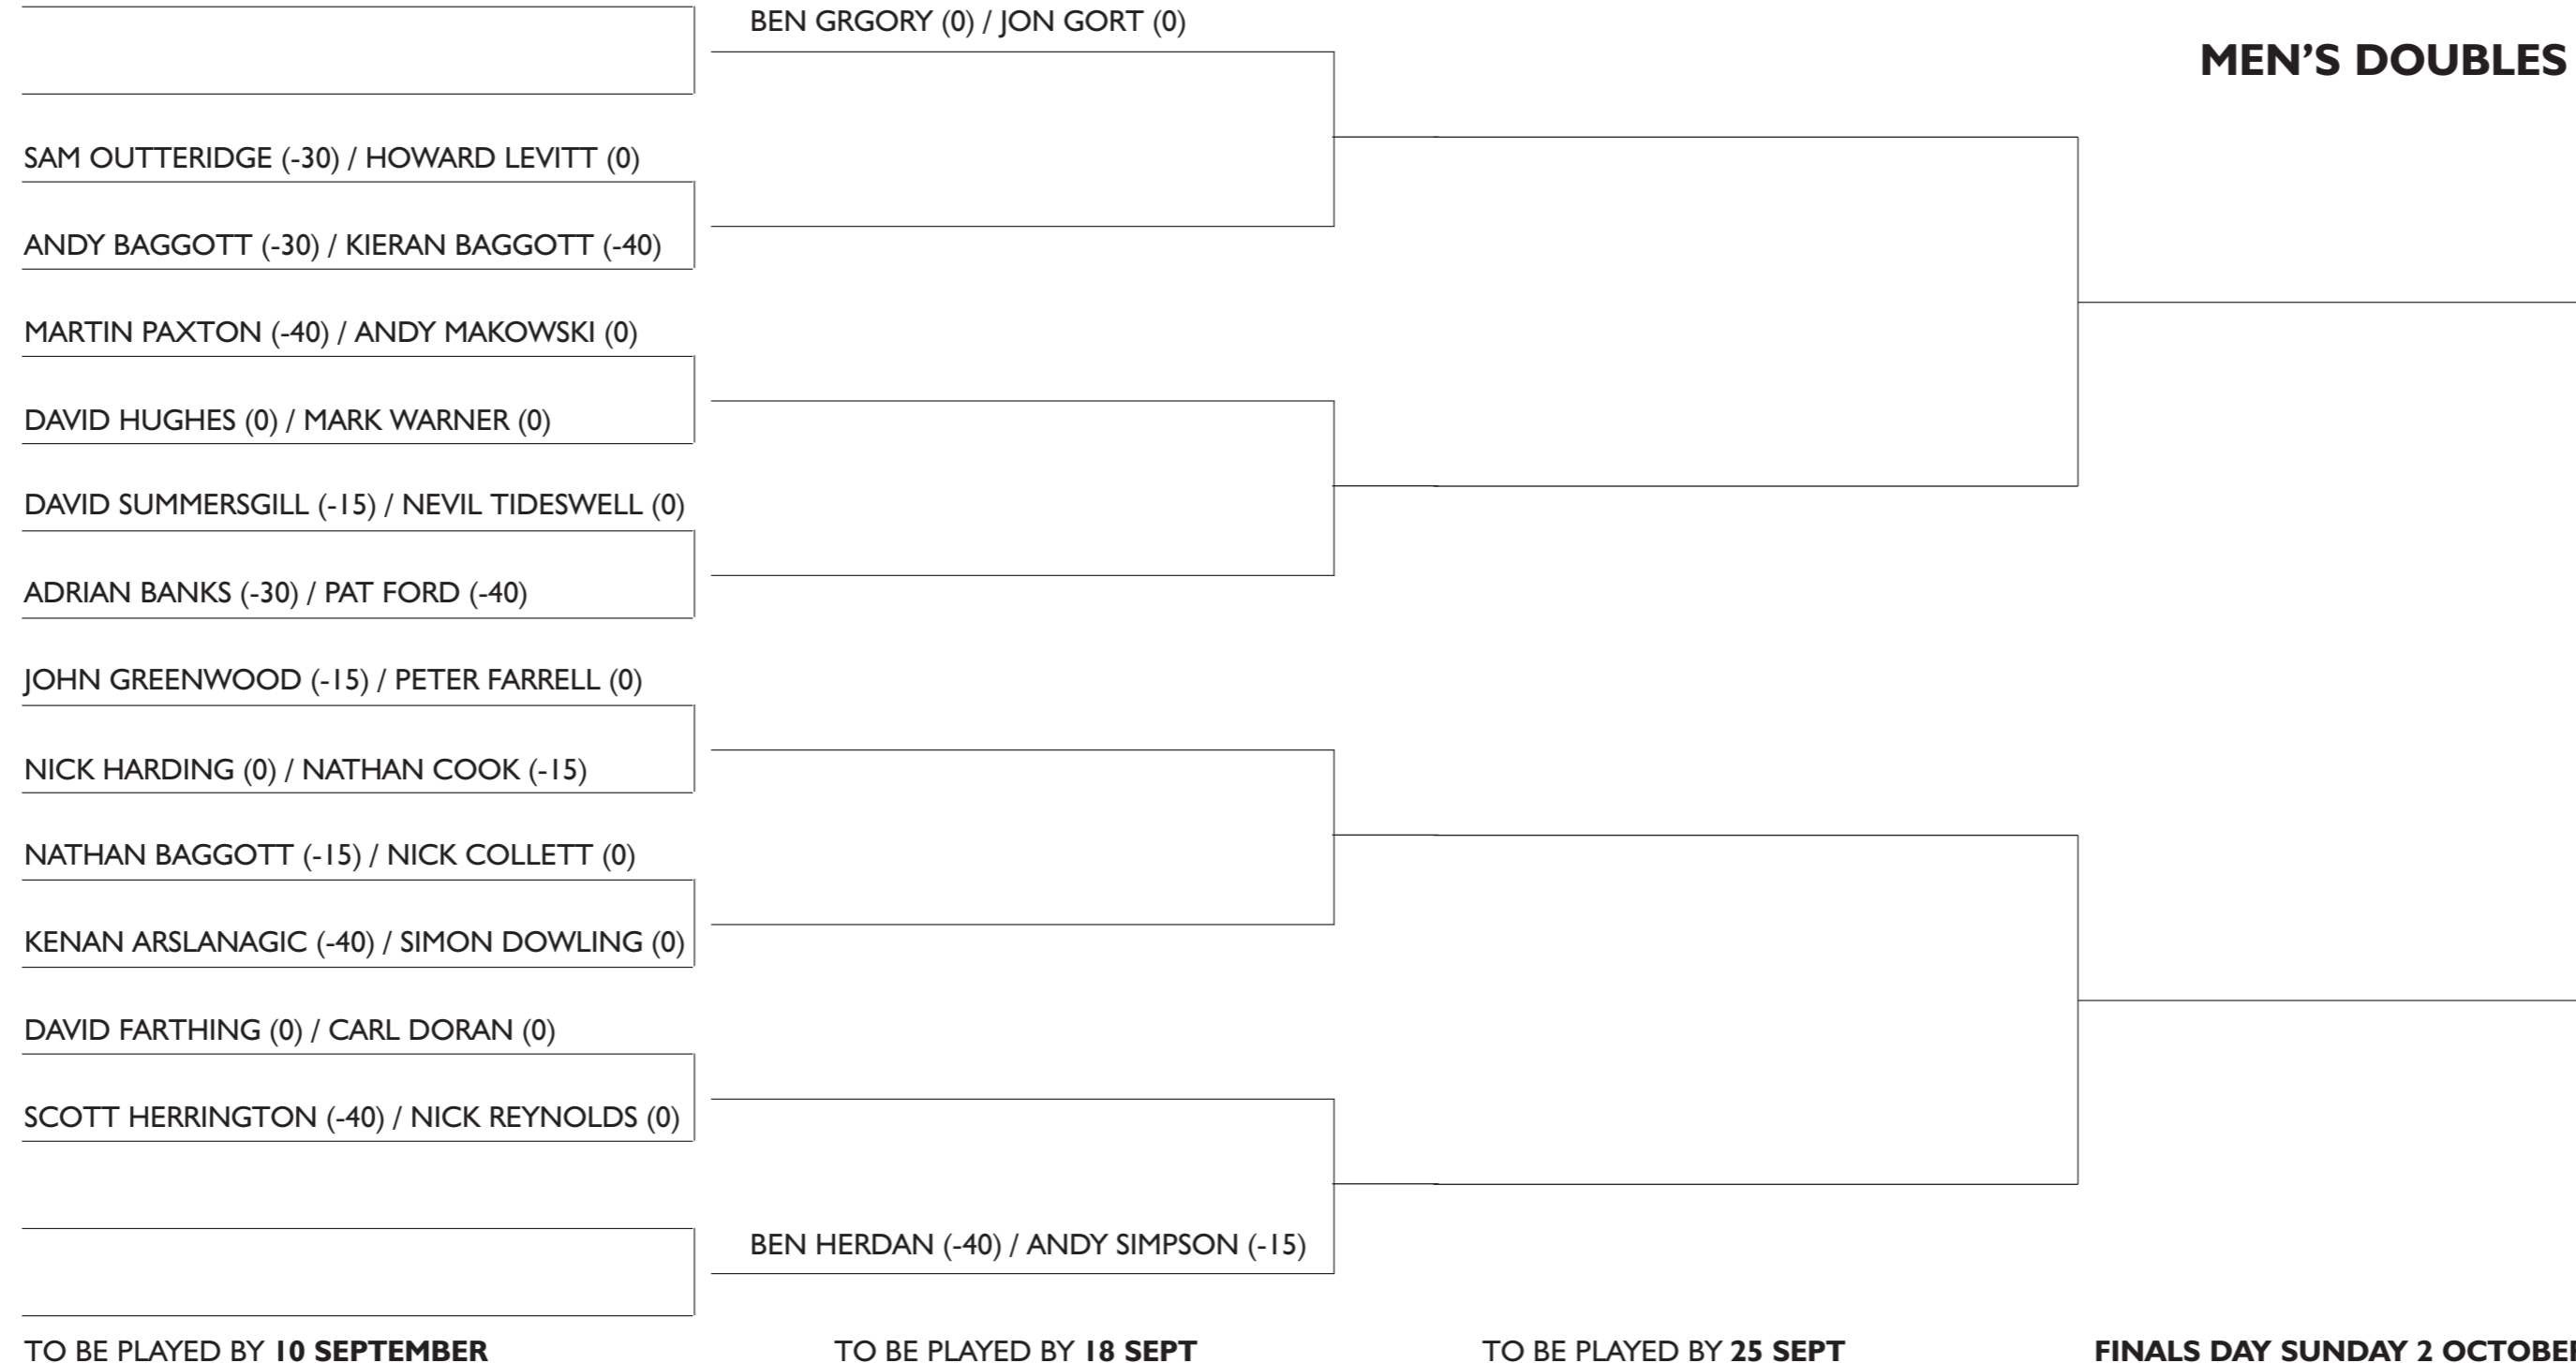 BEN GRGORY (0) / JON GORT (0)
MEN'S DOUBLES
SAM OUTTERIDGE (-30) / HOWARD LEVITT (0)
ANDY BAGGOTT (-30) / KIERAN BAGGOTT (-40)
MARTIN PAXTON (-40) / ANDY MAKOWSKI (0)
DAVID HUGHES (0) / MARK WARNER (0)
DAVID SUMMERSGILL (-15) / NEVIL TIDESWELL (0)
ADRIAN BANKS (-30) / PAT FORD (-40)
JOHN GREENWOOD (-15) / PETER FARRELL (0)
NICK HARDING (0) / NATHAN COOK (-15)
NATHAN BAGGOTT (-15) / NICK COLLETT (0)
KENAN ARSLANAGIC (-40) / SIMON DOWLING (0)
DAVID FARTHING (0) / CARL DORAN (0)
SCOTT HERRINGTON (-40) / NICK REYNOLDS (0)
BEN HERDAN (-40) / ANDY SIMPSON (-15)
TO BE PLAYED BY 10 SEPTEMBER
TO BE PLAYED BY 18 SEPT
TO BE PLAYED BY 25 SEPT
FINALS DAY SUNDAY 2 OCTOBER